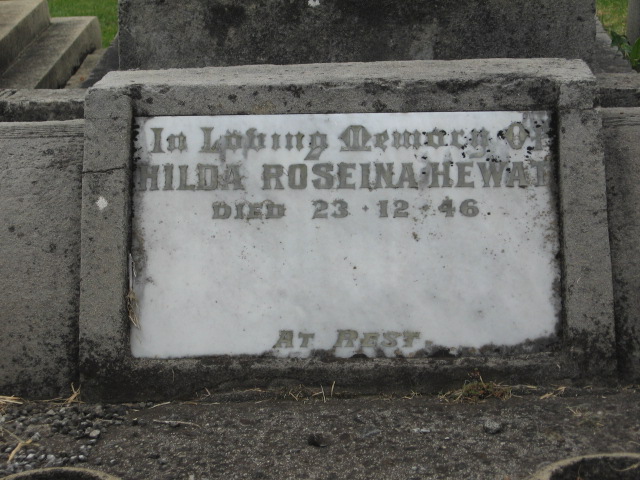 In Loving Memory Of
HILDA ROSEINA HEWAT
DIED 23 · 12 · 46
AT REST.